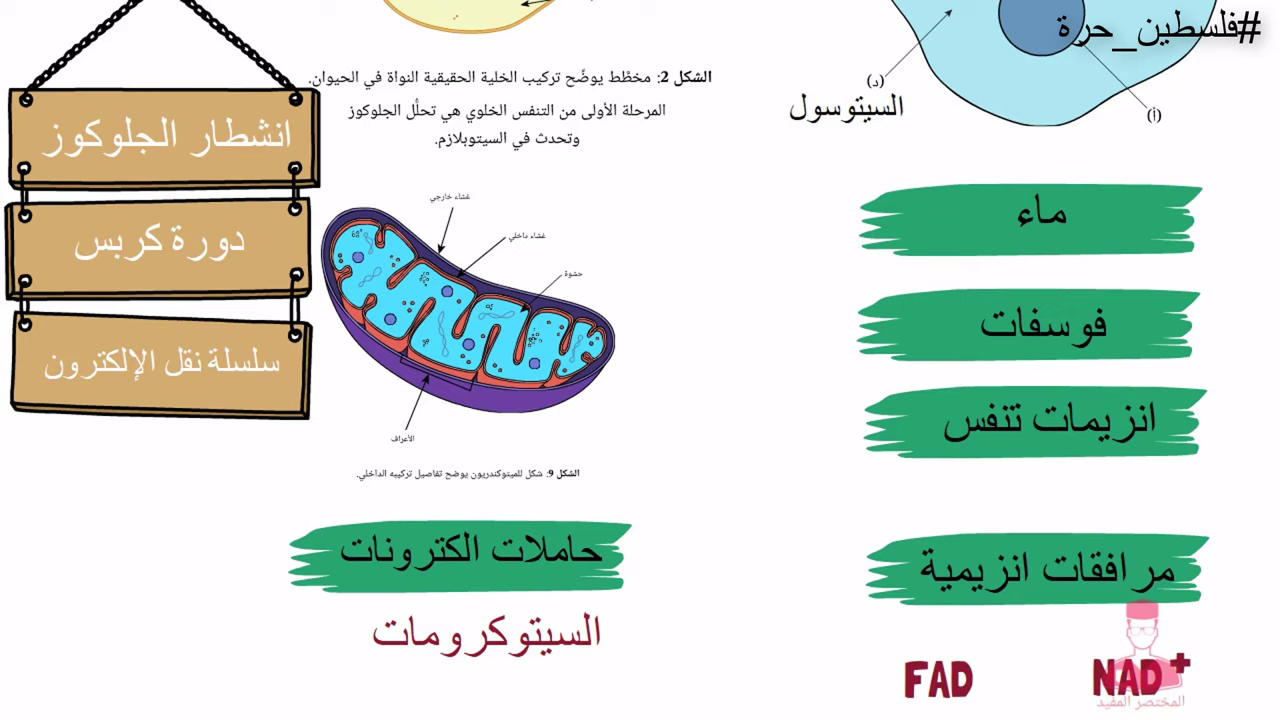 #فلسطين_حرة
(د)
السيتوسول
(أ)
الشكل 2: مخطَّط يوضِّح تركيب الخلية الحقيقية النواة في الحيوان.
المرحلة الأولى من التنفس الخلوي هي تحلُّل الجلوكوز
وتحدث في السيتوبلازم.
انشطار الجلوكوز
دورة كربس
سلسلة نقل الإلكترون
غشاء خارجي
غشاء داخلي
حشوة
الأعراف
الشكل 9: شكل للميتوكندريون يوضح تفاصيل تركيبه الداخلي.
ماء
فوسفات
انزيمات تنفس
مرافقات انزيمية
NAD+
FAD
المختصر المفيد
حاملات الكترونات
السيتوكرومات